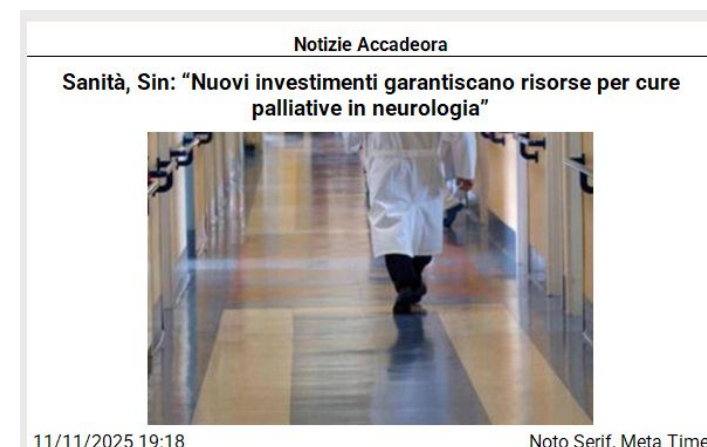 Notizie Accadeora
Sanità, Sin: “Nuovi investimenti garantiscano risorse per cure
palliative in neurologia”
11/11/2025 19:18
Noto Serif, Meta Time